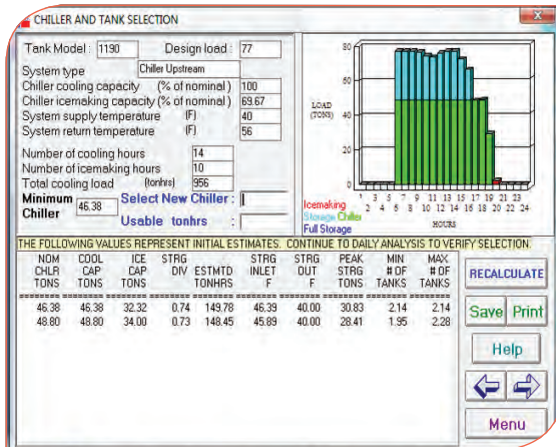 CHILLER AND TANK SELECTION
Tank Model : 1190 Design load : 77
System type Chiller Upstream
Chiller cooling capacity (% of nominal) 100
Chiller icemaking capacity (% of nominal) 69.67
System supply temperature (F) 40
System return temperature (F) 56
Number of cooling hours 14
Number of icemaking hours 10
Total cooling load (tonhrs) 956
Minimum Chiller 46.38 Select New Chiller :
Usable tonhrs :
80
60
LOAD
(TONS) 40
20
0
1 3 5 7 9 11 13 15 17 19 21 23
2 4 6 8 10 12 14 16 18 20 22 24
HOURS
Icemaking
Storage Chiller
Full Storage
THE FOLLOWING VALUES REPRESENT INITIAL ESTIMATES. CONTINUE TO DAILY ANALYSIS TO VERIFY SELECTION.
NOM COOL ICE STRG STRG STRG PEAK MIN MAX
CHLR CAP CAP DIV ESTMTD INLET OUT STRG # OF # OF
TONS TONS TONS TONHRS F F TONS TANKS TANKS
46.38 46.38 32.32 0.74 149.78 46.39 40.00 30.83 2.14 2.14
48.80 48.80 34.00 0.73 148.45 45.89 40.00 28.41 1.95 2.28
RECALCULATE
Save Print
Help
Menu